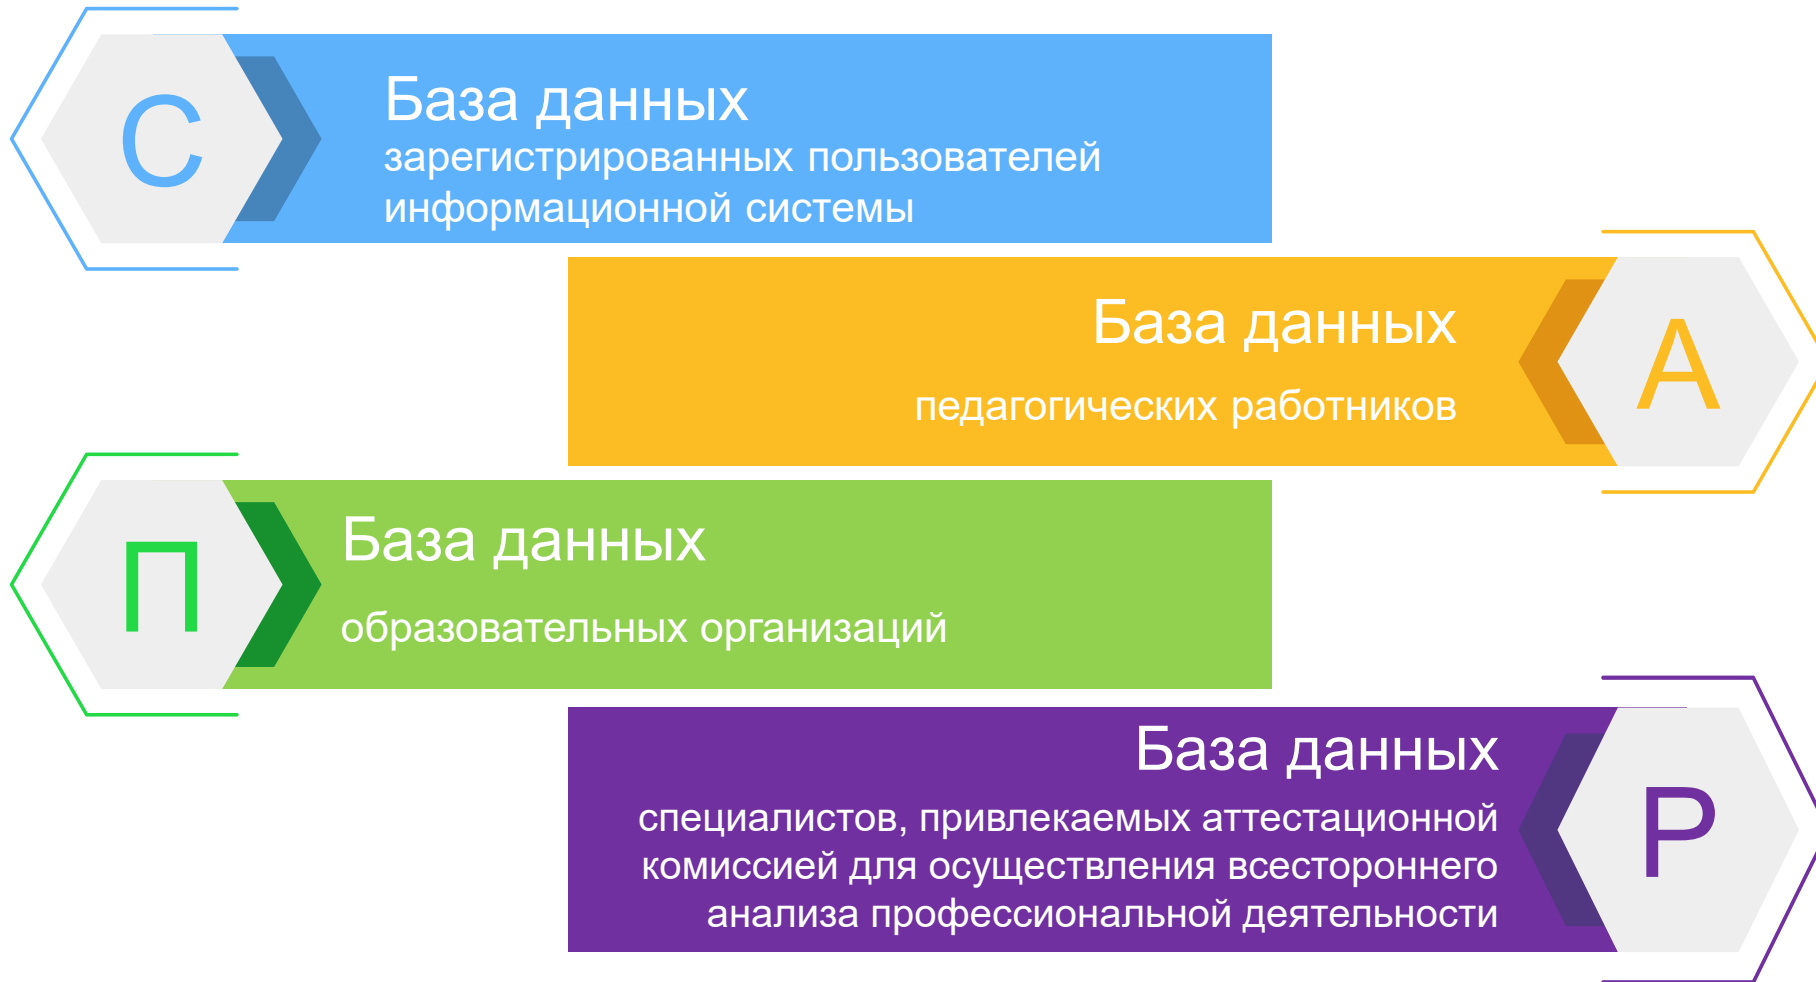 С
База данных
зарегистрированных пользователей
информационной системы
База данных
педагогических работников
А
П
База данных
образовательных организаций
База данных
специалистов, привлекаемых аттестационной
комиссией для осуществления всестороннего
анализа профессиональной деятельности
Р